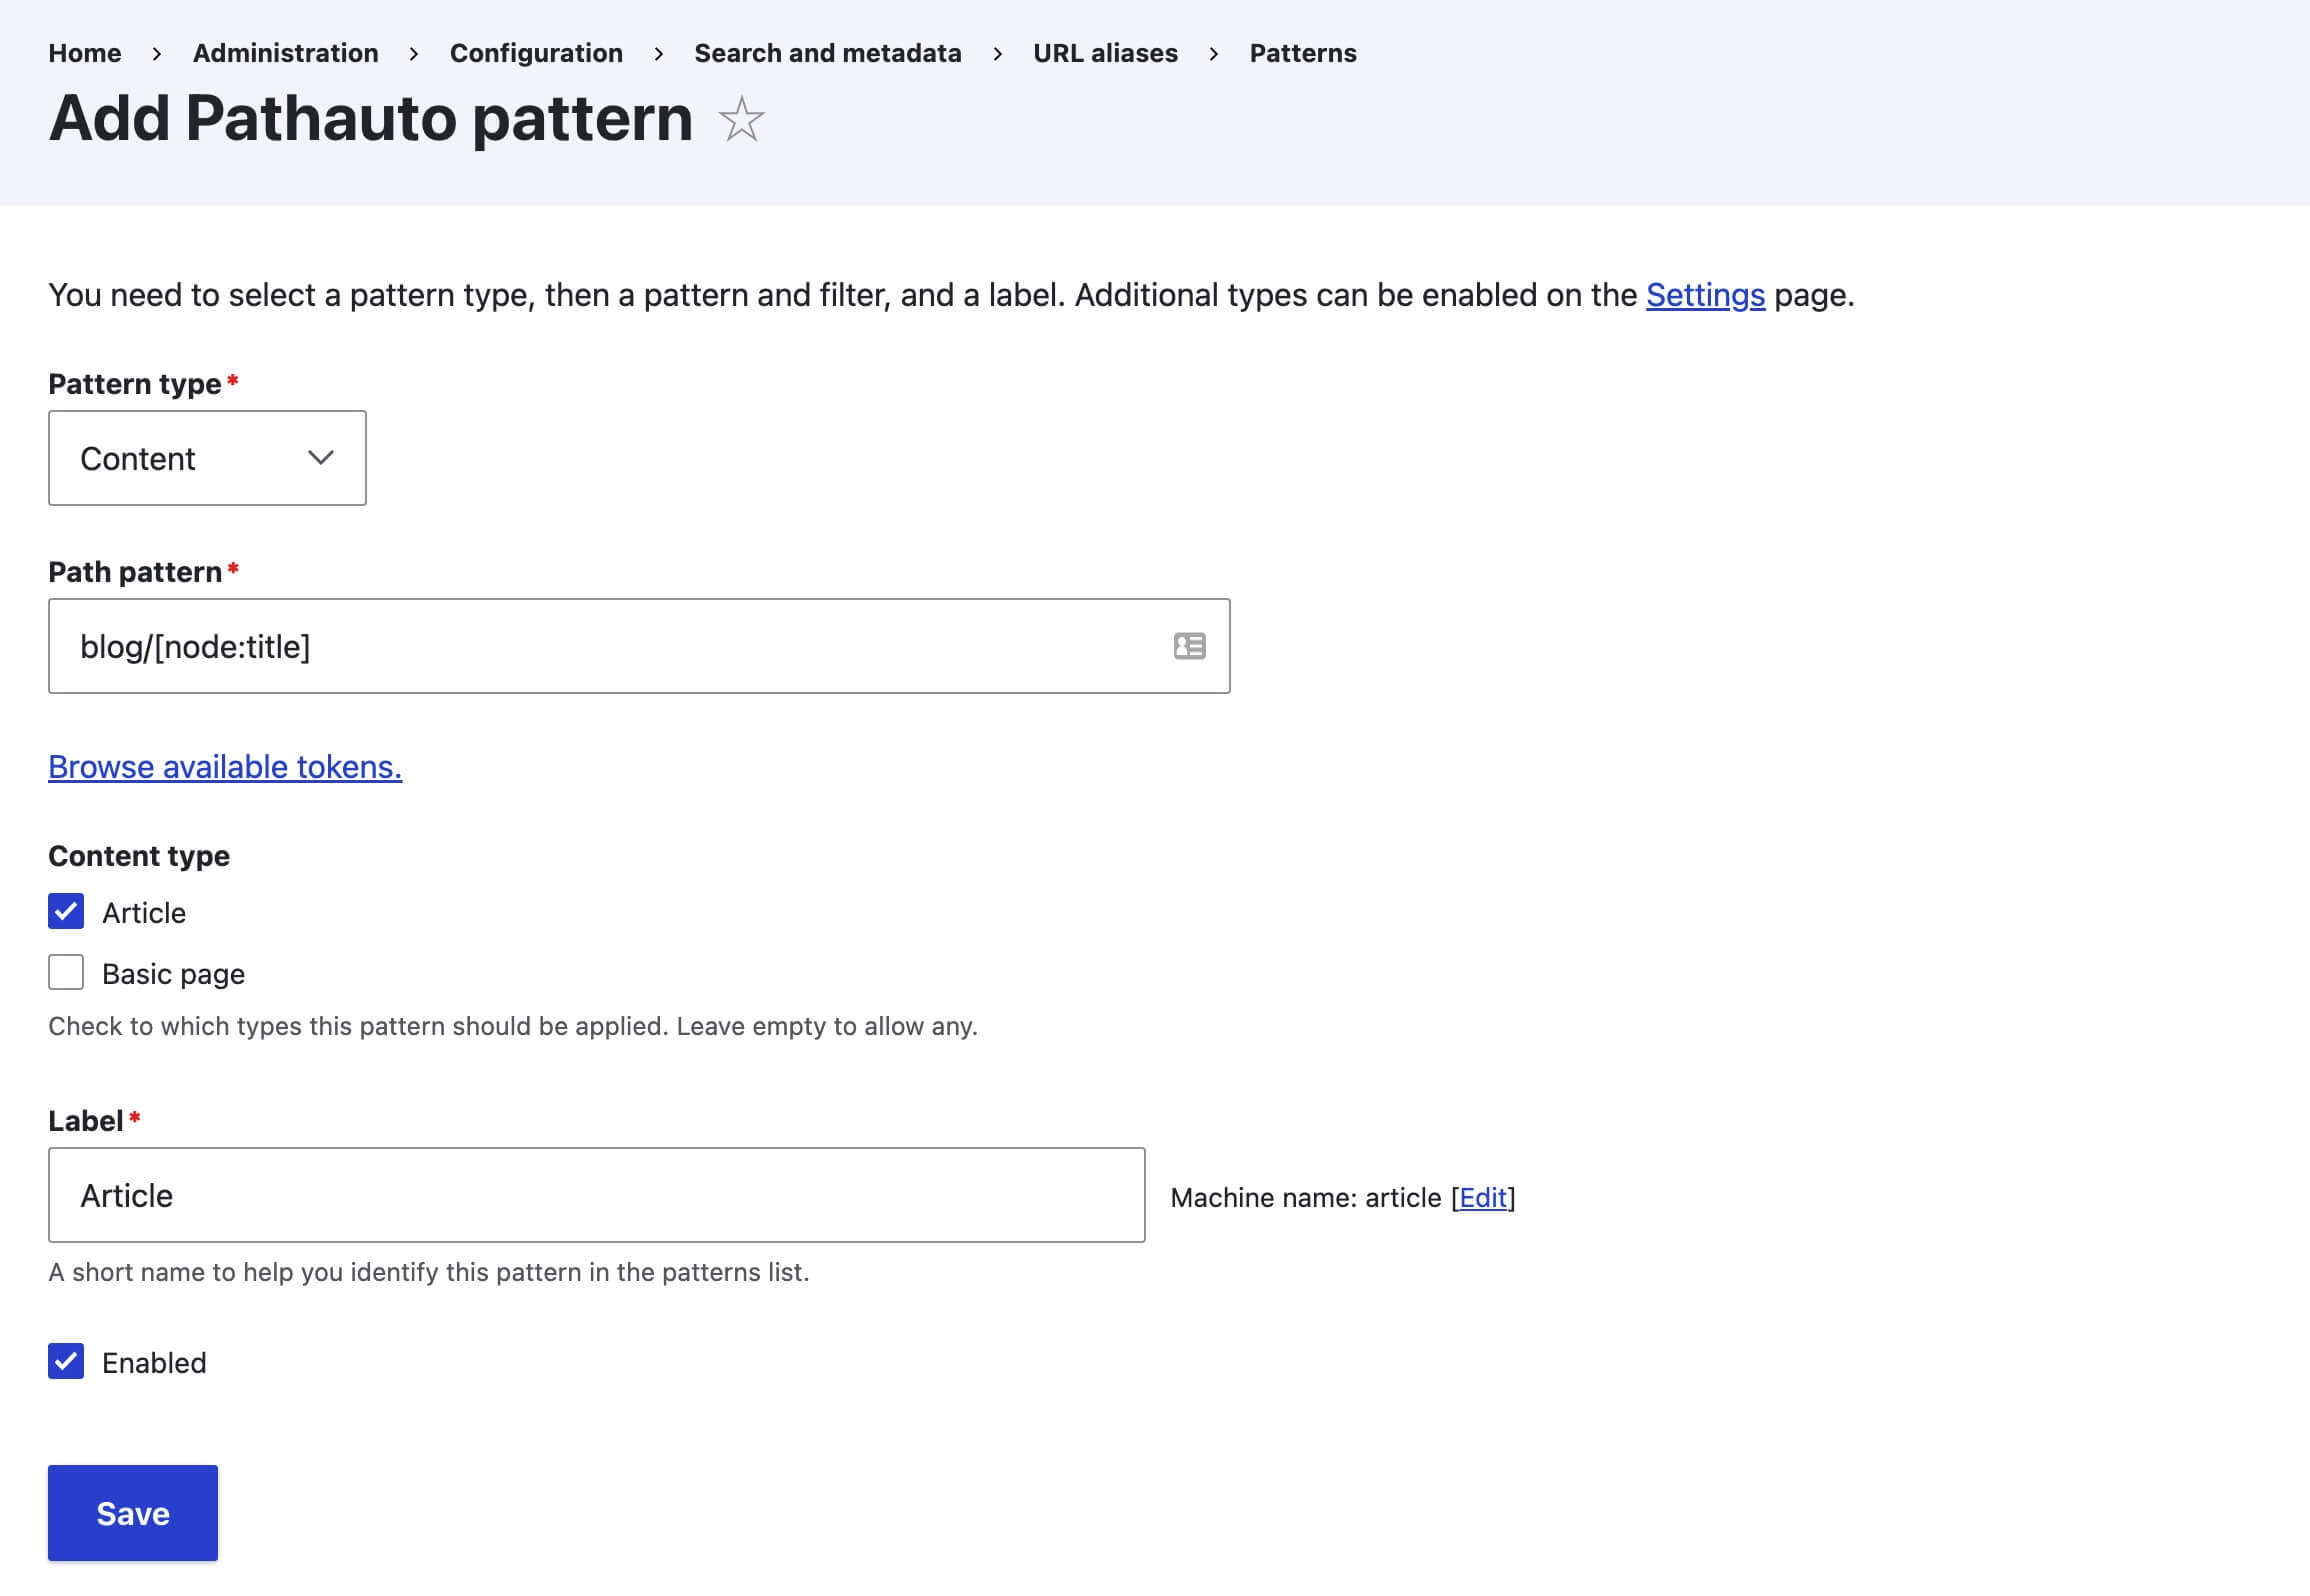 Home › Administration › Configuration › Search and metadata › URL aliases › Patterns
Add Pathauto pattern
You need to select a pattern type, then a pattern and filter, and a label. Additional types can be enabled on the Settings page.
Pattern type*
Content
Path pattern*
blog/[node:title]
Browse available tokens.
Content type
Article
Basic page
Check to which types this pattern should be applied. Leave empty to allow any.
Label*
Article
Machine name: article [Edit]
A short name to help you identify this pattern in the patterns list.
Enabled
Save